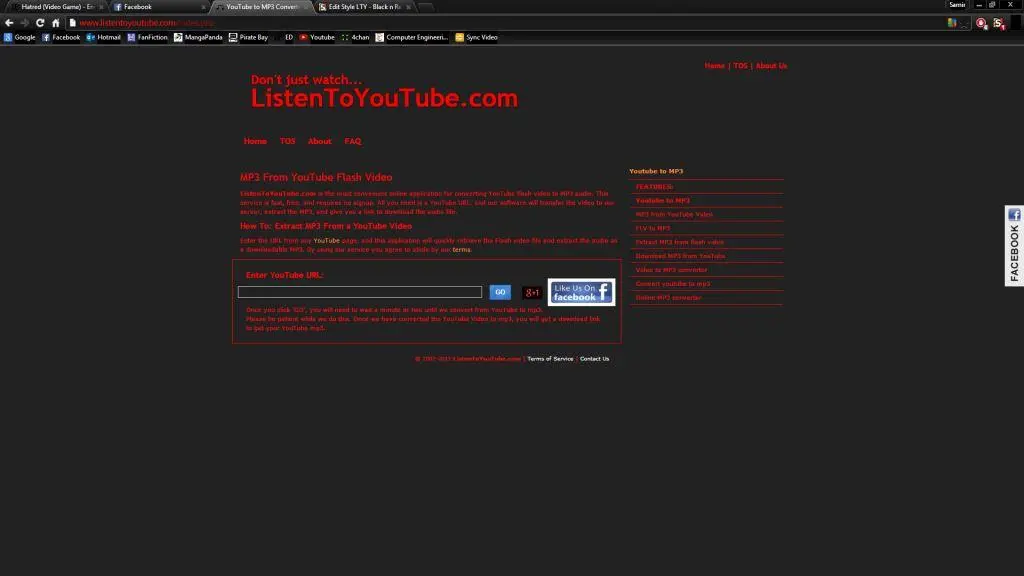 Hatred (Video Game) - En
Facebook
YouTube to MP3 Convert
Edit Style LTY - Black n R
Samir
www.listentoyoutube.com/index.php
Google
Facebook
Hotmail
FanFiction
MangaPanda
Pirate Bay
ED
Youtube
4chan
Computer Engineeri...
Sync Video
Home | TOS | About Us
Don't just watch...
ListenToYouTube.com
Home
TOS
About
FAQ
MP3 From YouTube Flash Video
ListenToYouTube.com is the most convenient online application for converting YouTube flash video to MP3 audio. This
service is fast, free, and requires no signup. All you need is a YouTube URL, and our software will transfer the video to our
server, extract the MP3, and give you a link to download the audio file.
How To: Extract MP3 From a YouTube Video
Enter the URL from any YouTube page, and this application will quickly retrieve the Flash video file and extract the audio as
a downloadable MP3. By using our service you agree to abide by our terms.
Enter YouTube URL:
GO
g+1
Like Us On
facebook
Once you click 'GO', you will need to wait a minute or two until we convert from YouTube to mp3.
Please be patient while we do this. Once we have converted the YouTube Video to mp3, you will get a download link
to get your YouTube mp3.
Youtube to MP3
FEATURES:
Youtube to MP3
MP3 from YouTube Video
FLV to MP3
Extract MP3 from flash video
Download MP3 from YouTube
Video to MP3 converter
Convert youtube to mp3
Online MP3 converter
ListenToYouTube.com | Terms of Service | Contact Us
FACEBOOK